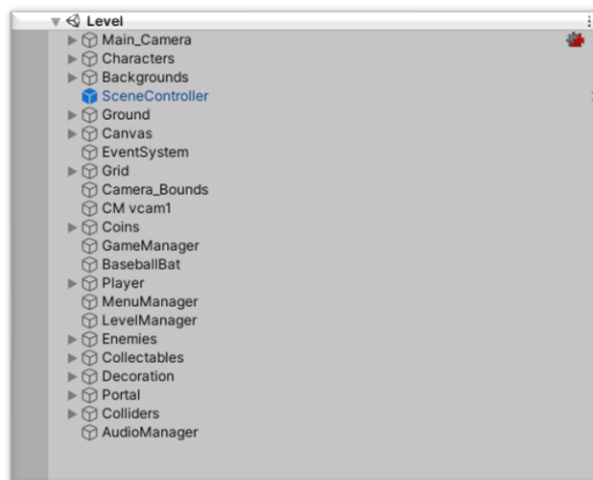 Level
Main_Camera
Characters
Backgrounds
SceneController
Ground
Canvas
EventSystem
Grid
Camera_Bounds
CM vcam1
Coins
GameManager
BaseballBat
Player
MenuManager
LevelManager
Enemies
Collectables
Decoration
Portal
Colliders
AudioManager